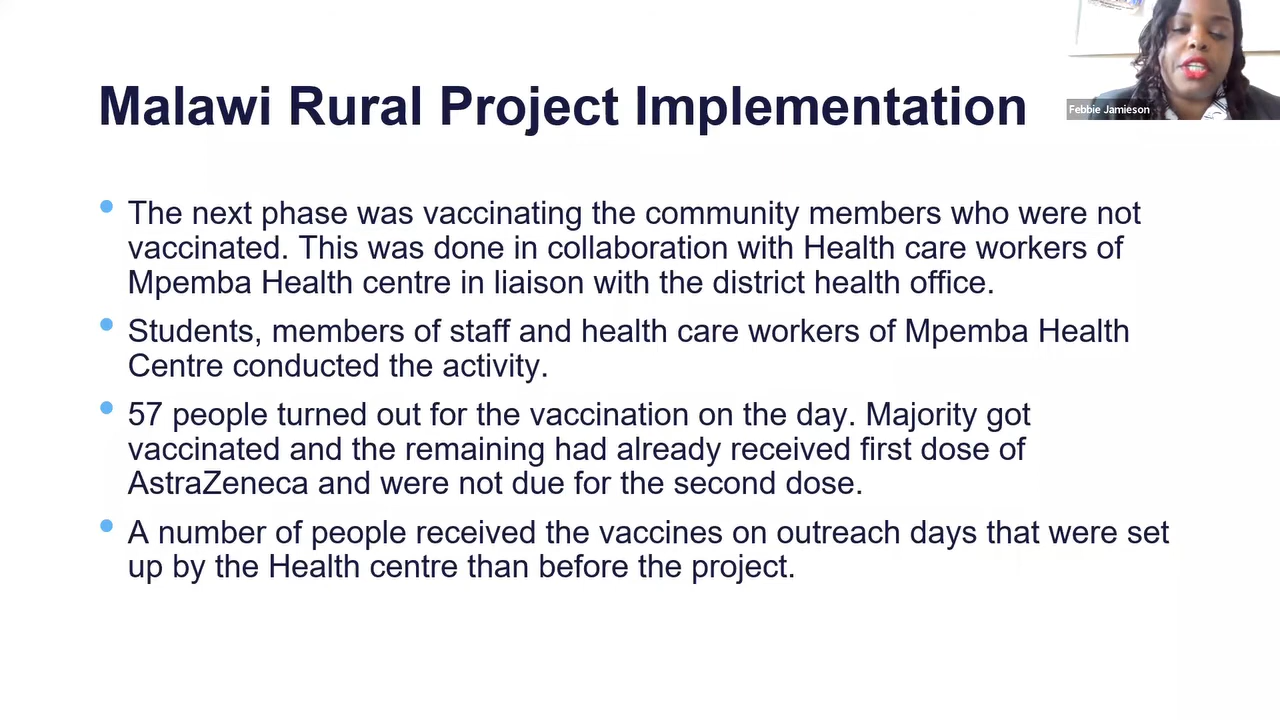 Malawi Rural Project Implementation
Febbie Jamieson
• The next phase was vaccinating the community members who were not
vaccinated. This was done in collaboration with Health care workers of
Mpemba Health centre in liaison with the district health office.
• Students, members of staff and health care workers of Mpemba Health
Centre conducted the activity.
• 57 people turned out for the vaccination on the day. Majority got
vaccinated and the remaining had already received first dose of
AstraZeneca and were not due for the second dose.
• A number of people received the vaccines on outreach days that were set
up by the Health centre than before the project.